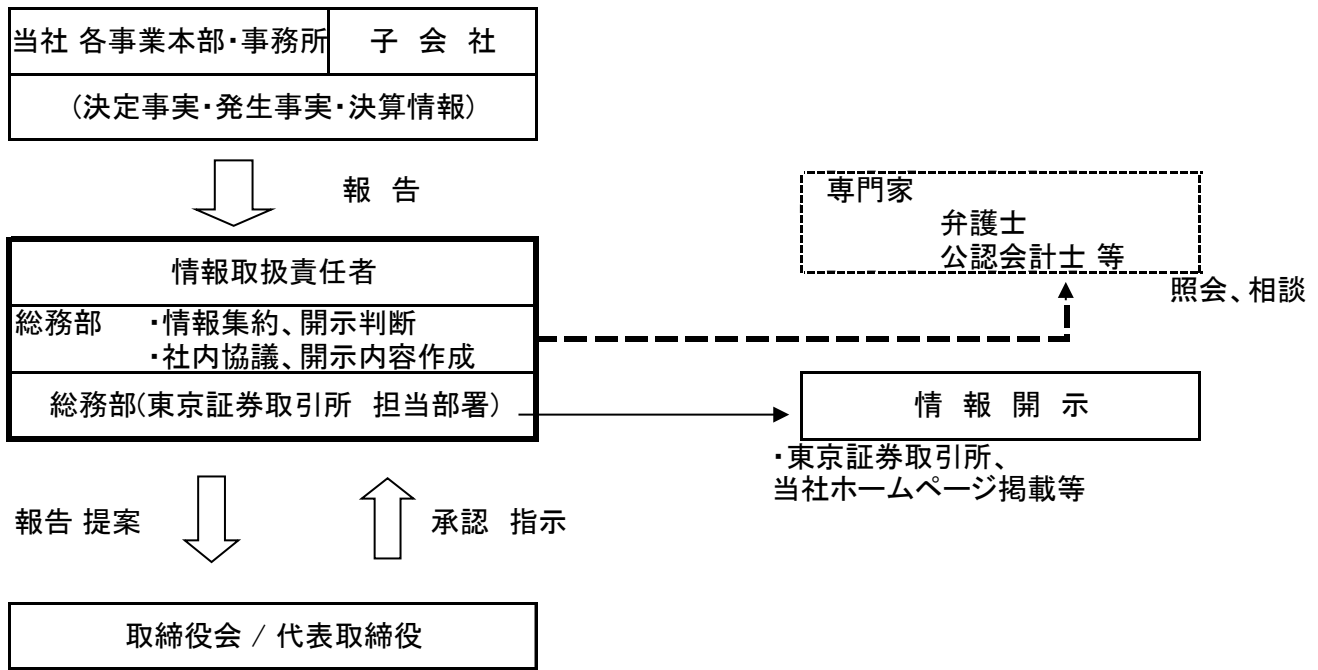 当社 各事業本部・事務所
子 会 社
(決定事実・発生事実・決算情報)
報 告
専門家
弁護士
公認会計士 等
照会、相談
情報取扱責任者
総務部 ・情報集約、開示判断
・社内協議、開示内容作成
総務部(東京証券取引所 担当部署)
情 報 開 示
・東京証券取引所、
当社ホームページ掲載等
報告 提案
承認 指示
取締役会 / 代表取締役